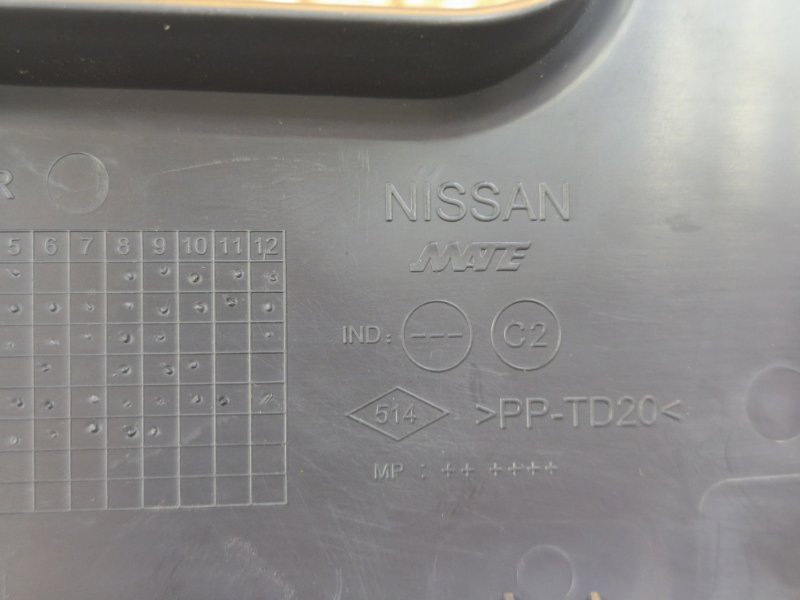 R
NISSAN
MATE
5 6 7 8 9 10 11 12
IND: --- C2
514 >PP-TD20<
MP : ++ ++++